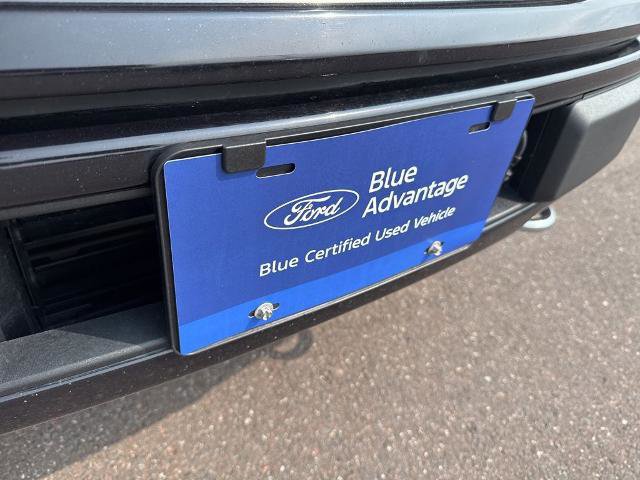 Ford
Blue
Advantage
Blue Certified Used Vehicle